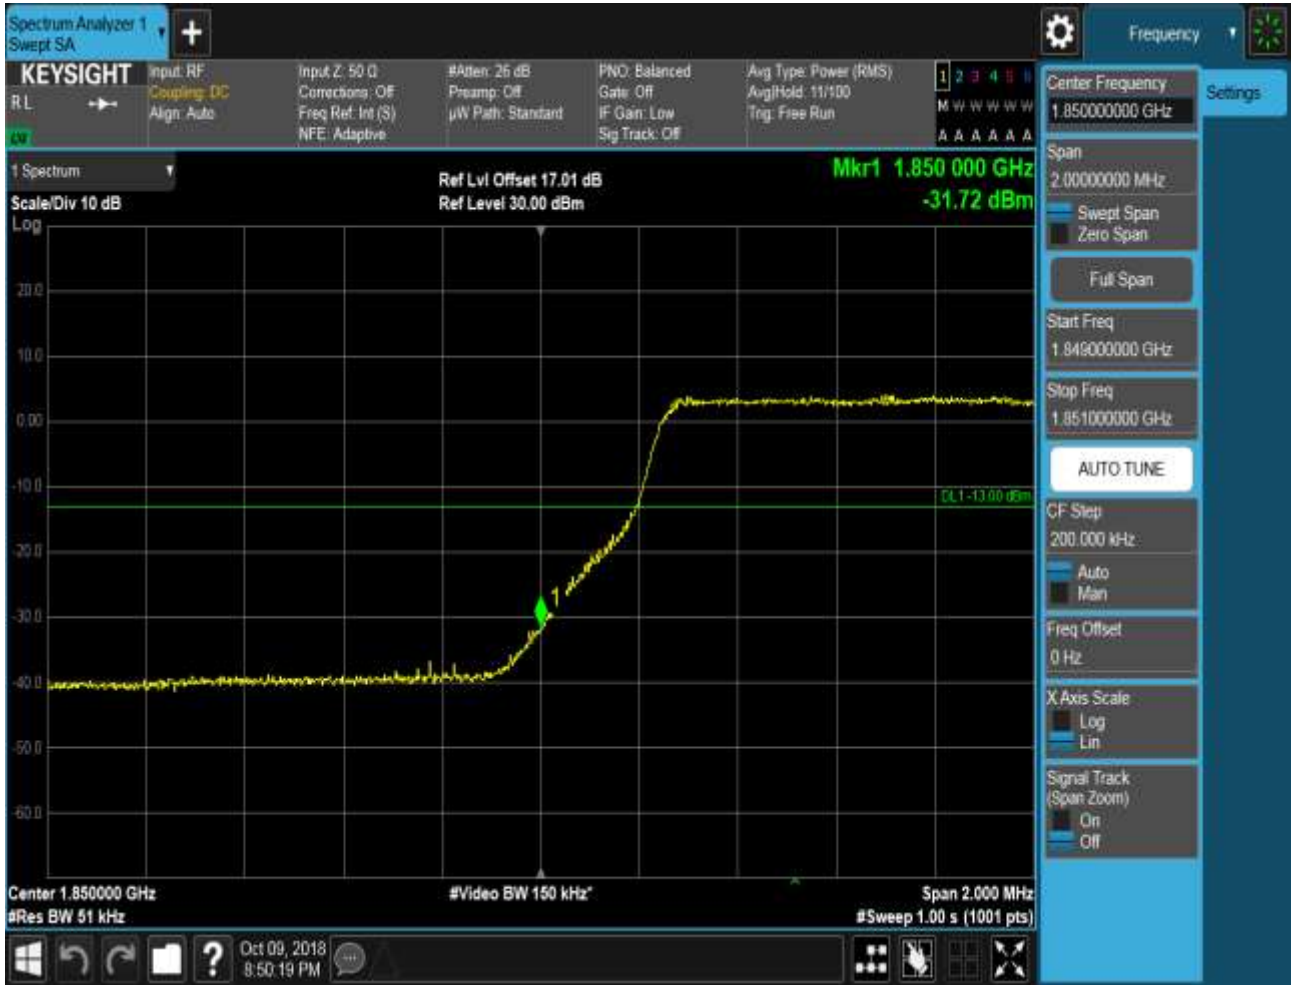 Spectrum Analyzer 1
Swept SA
Frequency
KEYSIGHT
RL
LW
Input: RF
Coupling: DC
Align: Auto
Input Z: 50 Ω
Corrections: Off
Freq Ref: Int (S)
NFE: Adaptive
#Atten: 26 dB
Preamp: Off
µW Path: Standard
PNO: Balanced
Gate: Off
IF Gain: Low
Sig Track: Off
Avg Type: Power (RMS)
Avg|Hold: 11/100
Trig: Free Run
1 2 3 4 5 6
M W W W W W
A A A A A A
1 Spectrum
Scale/Div 10 dB
Log
Ref Lvl Offset 17.01 dB
Ref Level 30.00 dBm
Mkr1 1.850 000 GHz
-31.72 dBm
20.0
10.0
0.00
-10.0
-20.0
-30.0
-40.0
-50.0
-60.0
DL1 -13.00 dBm
1
Center 1.850000 GHz
#Res BW 51 kHz
#Video BW 150 kHz*
Span 2.000 MHz
#Sweep 1.00 s (1001 pts)
Oct 09, 2018
8:50:19 PM
?
Center Frequency
1.850000000 GHz
Settings
Span
2.00000000 MHz
Swept Span
Zero Span
Full Span
Start Freq
1.849000000 GHz
Stop Freq
1.851000000 GHz
AUTO TUNE
CF Step
200.000 kHz
Auto
Man
Freq Offset
0 Hz
X Axis Scale
Log
Lin
Signal Track
(Span Zoom)
On
Off